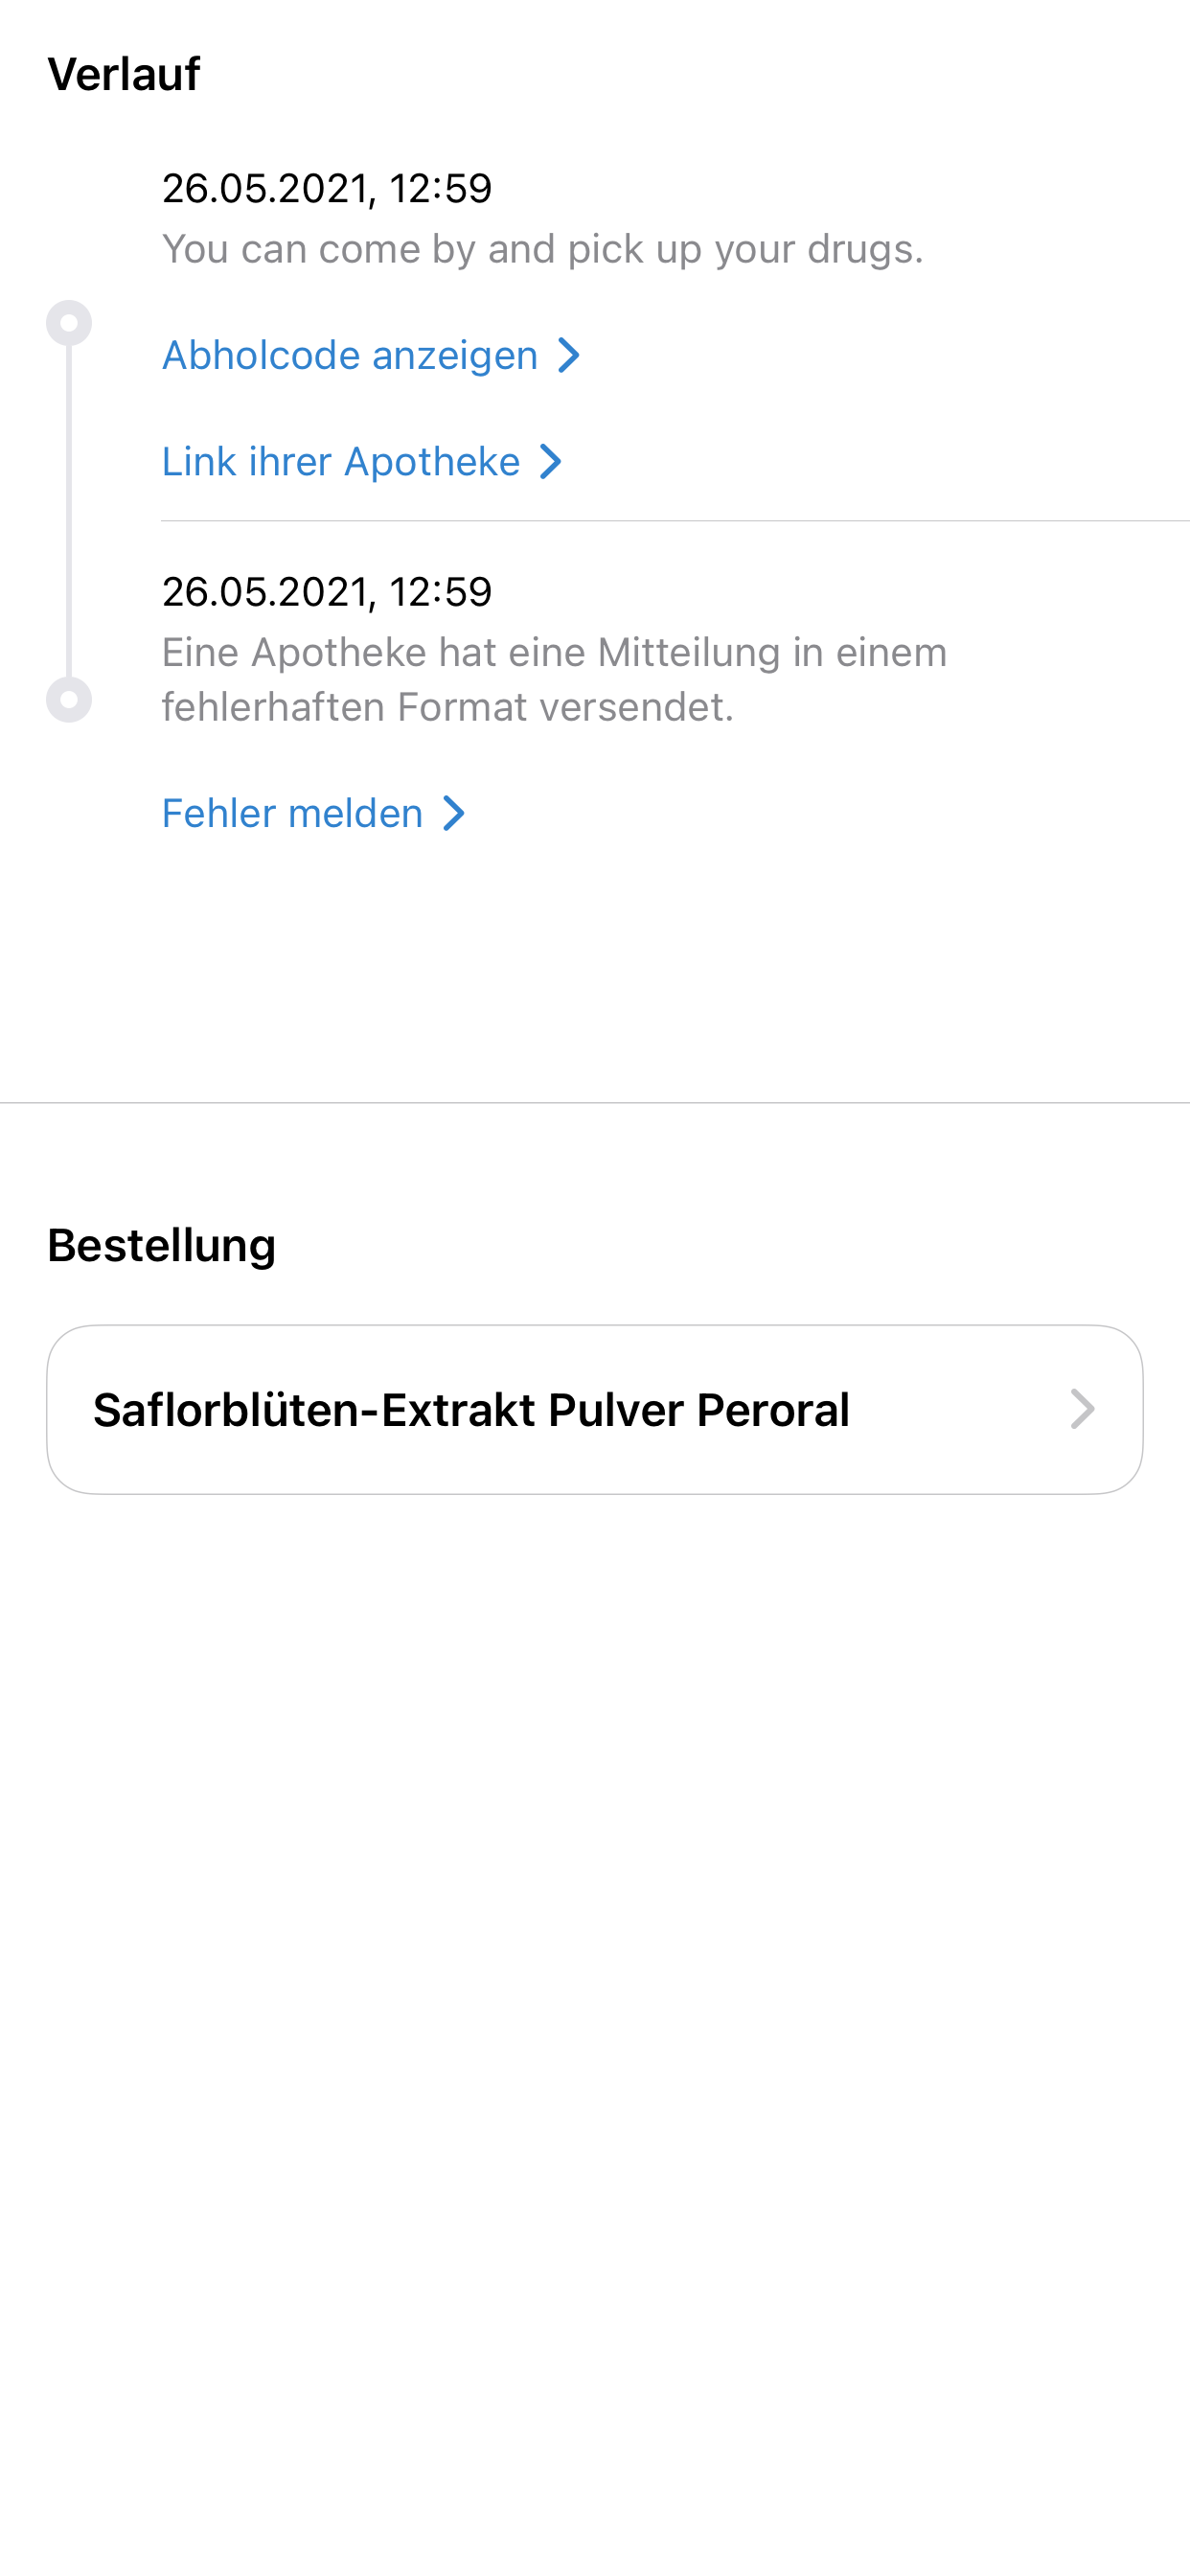 Verlauf
26.05.2021, 12:59
You can come by and pick up your drugs.
Abholcode anzeigen
Link ihrer Apotheke
26.05.2021, 12:59
Eine Apotheke hat eine Mitteilung in einem
fehlerhaften Format versendet.
Fehler melden
Bestellung
Saflorblüten-Extrakt Pulver Peroral